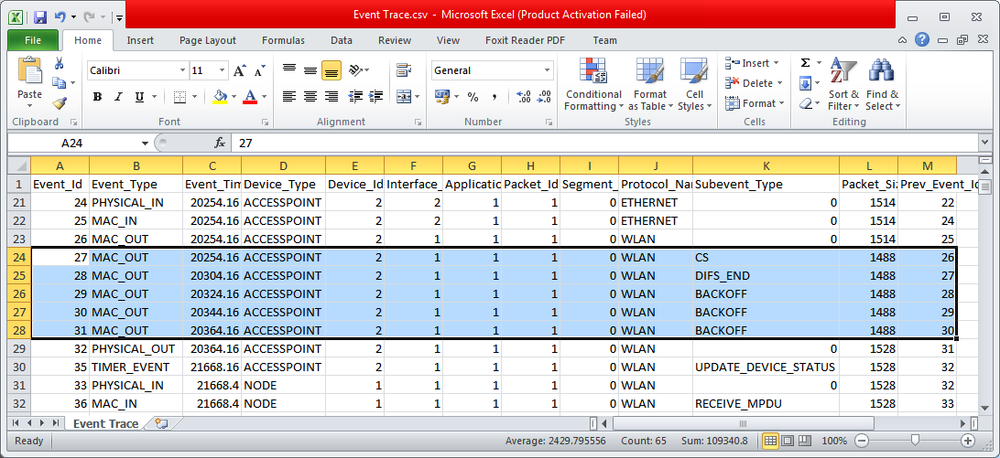 Event Trace.csv - Microsoft Excel (Product Activation Failed)
File Home Insert Page Layout Formulas Data Review View Foxit Reader PDF Team
Calibri 11 General Insert Σ
Paste B I U A A A % , Conditional Formatting Format as Table Cell Styles Delete Format Sort & Filter Find & Select
Clipboard Font Alignment Number Styles Cells Editing
A24 fx 27
A B C D E F G H I J K L M
1 Event_Id Event_Type Event_Tim Device_Type Device_Id Interface_ Applicatic Packet_Id Segment_ Protocol_Na Subevent_Type Packet_Siz Prev_Event_Id
21 24 PHYSICAL_IN 20254.16 ACCESSPOINT 2 2 1 1 0 ETHERNET 0 1514 22
22 25 MAC_IN 20254.16 ACCESSPOINT 2 2 1 1 0 ETHERNET 0 1514 24
23 26 MAC_OUT 20254.16 ACCESSPOINT 2 1 1 1 0 WLAN 0 1514 25
24 27 MAC_OUT 20254.16 ACCESSPOINT 2 1 1 1 0 WLAN CS 1488 26
25 28 MAC_OUT 20304.16 ACCESSPOINT 2 1 1 1 0 WLAN DIFS_END 1488 27
26 29 MAC_OUT 20324.16 ACCESSPOINT 2 1 1 1 0 WLAN BACKOFF 1488 28
27 30 MAC_OUT 20344.16 ACCESSPOINT 2 1 1 1 0 WLAN BACKOFF 1488 29
28 31 MAC_OUT 20364.16 ACCESSPOINT 2 1 1 1 0 WLAN BACKOFF 1488 30
29 32 PHYSICAL_OUT 20364.16 ACCESSPOINT 2 1 1 1 0 WLAN 0 1528 31
30 35 TIMER_EVENT 21668.16 ACCESSPOINT 2 1 1 1 0 WLAN UPDATE_DEVICE_STATUS 1528 32
31 33 PHYSICAL_IN 21668.4 NODE 1 1 1 1 0 WLAN 0 1528 32
32 36 MAC_IN 21668.4 NODE 1 1 1 1 0 WLAN RECEIVE_MPDU 1528 33
Event Trace
Ready Average: 2429.795556 Count: 65 Sum: 109340.8 100%